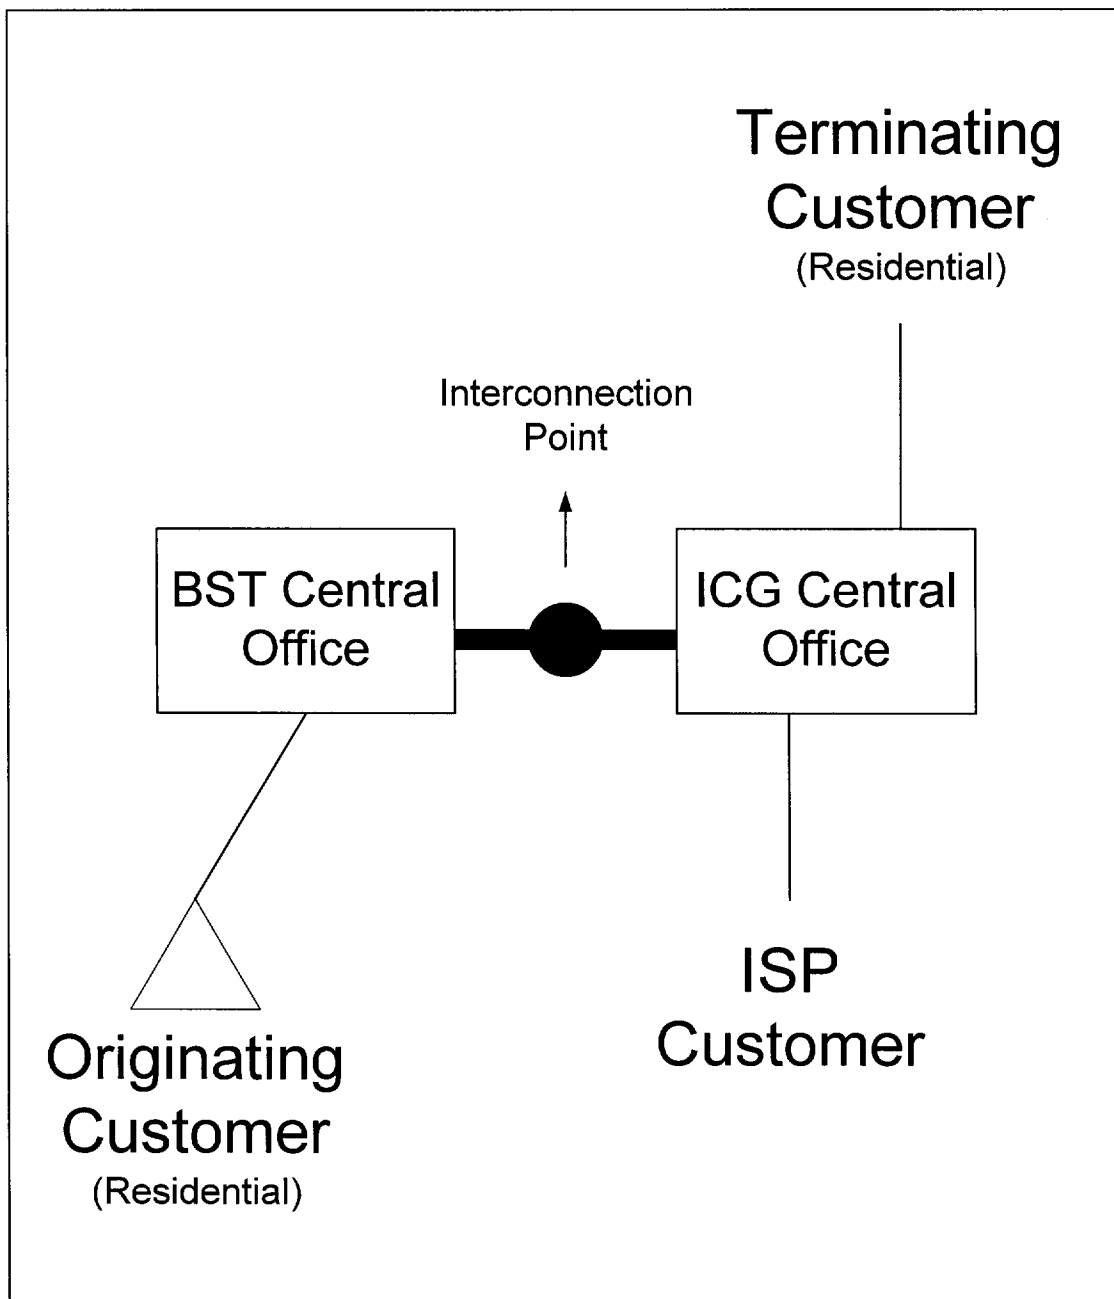 Terminating
Customer
(Residential)
Interconnection
Point
BST Central
Office
ICG Central
Office
ISP
Customer
Originating
Customer
(Residential)